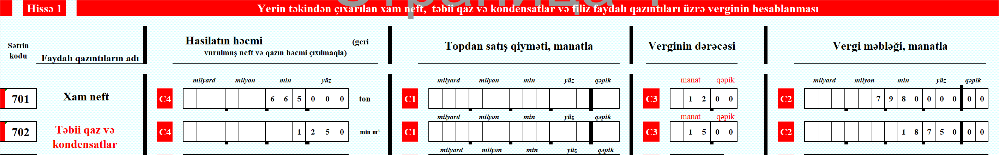 Hissə 1 Yerin təkindən çıxarılan xam neft, təbii qaz və kondensatlar və filiz faydalı qazıntıları üzrə verginin hesablanması
Sətrin kodu Faydalı qazıntıların adı Hasilatın həcmi (geri vurulmuş neft və qazın həcmi çıxılmaqla) Topdan satış qiyməti, manatla Verginin dərəcəsi Vergi məbləği, manatla
milyard milyon min yüz milyard milyon min yüz qəpik manat qəpik milyard milyon min yüz qəpik
701 Xam neft C4 6 6 5 0 0 0 ton C1 C3 1 2 0 0 C2 7 9 8 0 0 0 0 0 0
milyard milyon min yüz qəpik manat qəpik
702 Təbii qaz və kondensatlar C4 1 2 5 0 min m³ C1 C3 1 5 0 0 C2 1 8 7 5 0 0 0
milyard milyon min yüz qəpik